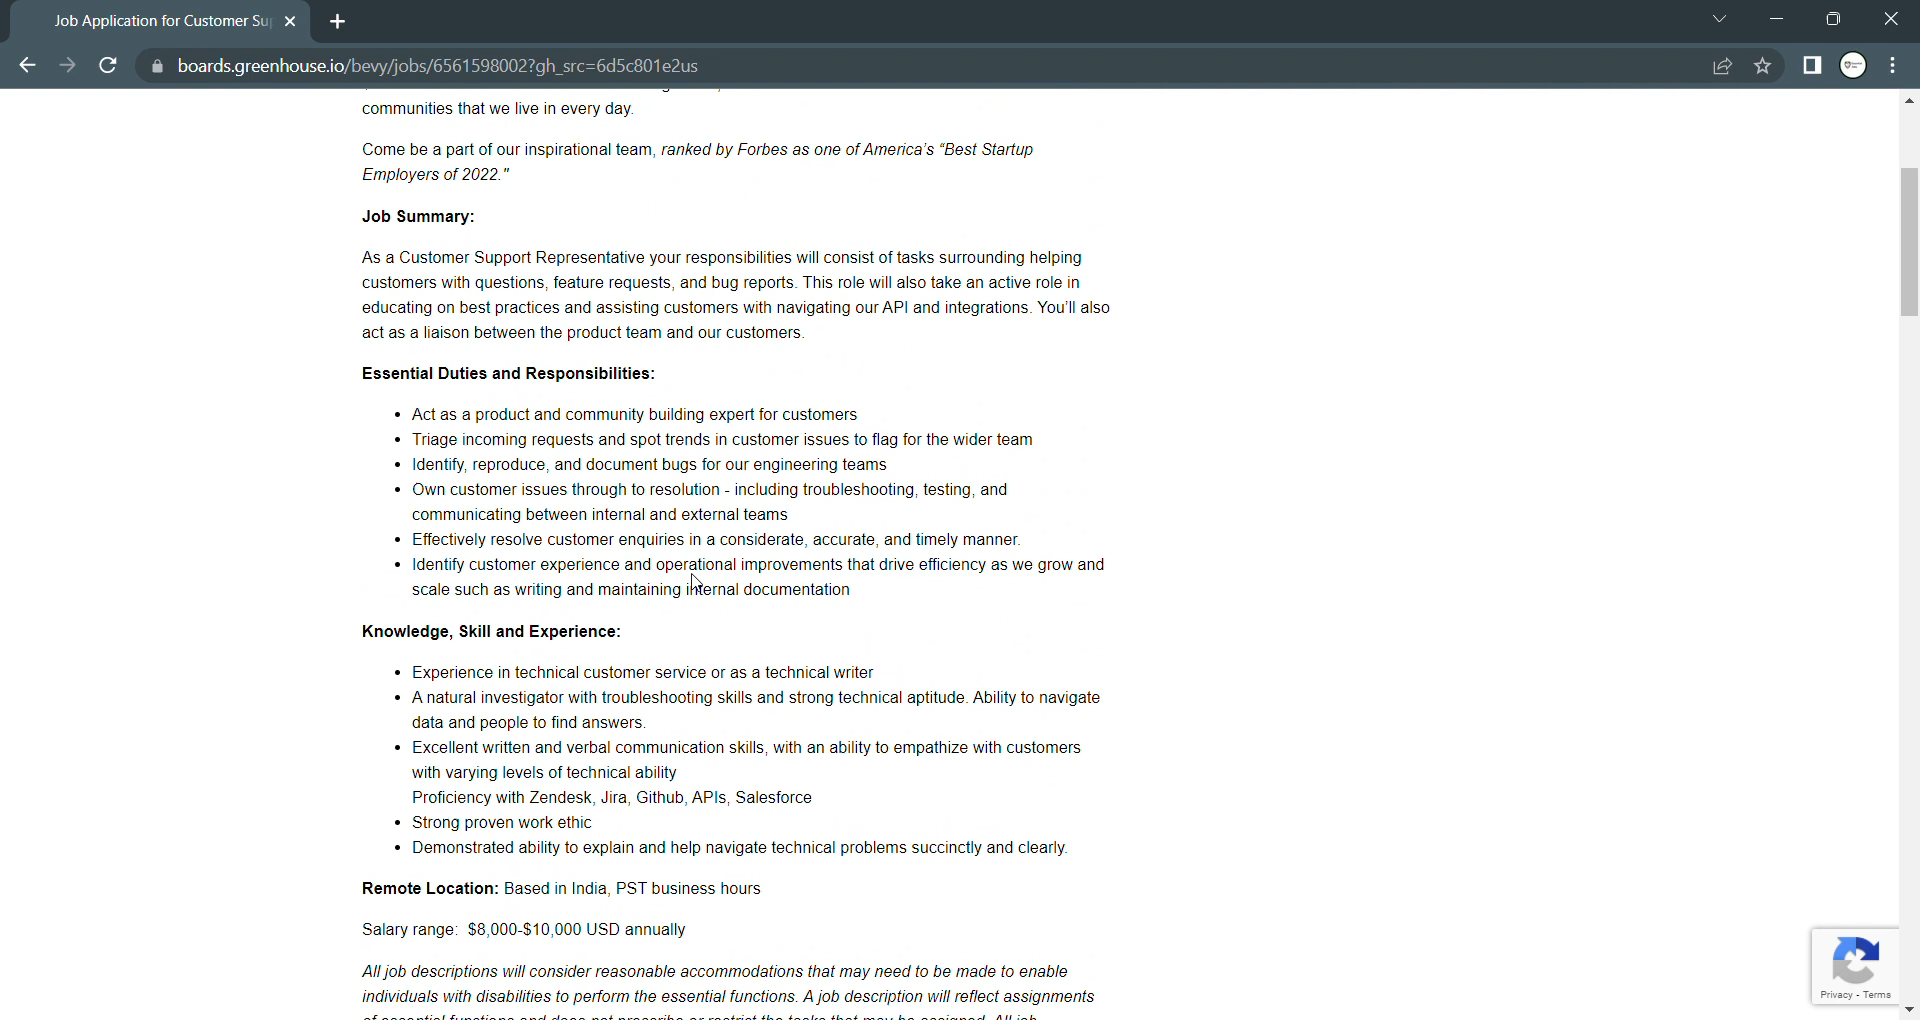 Job Application for Customer Su
boards.greenhouse.io/bevy/jobs/6561598002?gh_src=6d5c801e2us
communities that we live in every day.
Come be a part of our inspirational team, ranked by Forbes as one of America's “Best Startup
Employers of 2022."
Job Summary:
As a Customer Support Representative your responsibilities will consist of tasks surrounding helping
customers with questions, feature requests, and bug reports. This role will also take an active role in
educating on best practices and assisting customers with navigating our API and integrations. You’ll also
act as a liaison between the product team and our customers.
Essential Duties and Responsibilities:
• Act as a product and community building expert for customers
• Triage incoming requests and spot trends in customer issues to flag for the wider team
• Identify, reproduce, and document bugs for our engineering teams
• Own customer issues through to resolution - including troubleshooting, testing, and
communicating between internal and external teams
• Effectively resolve customer enquiries in a considerate, accurate, and timely manner.
• Identify customer experience and operational improvements that drive efficiency as we grow and
scale such as writing and maintaining internal documentation
Knowledge, Skill and Experience:
• Experience in technical customer service or as a technical writer
• A natural investigator with troubleshooting skills and strong technical aptitude. Ability to navigate
data and people to find answers.
• Excellent written and verbal communication skills, with an ability to empathize with customers
with varying levels of technical ability
Proficiency with Zendesk, Jira, Github, APIs, Salesforce
• Strong proven work ethic
• Demonstrated ability to explain and help navigate technical problems succinctly and clearly.
Remote Location: Based in India, PST business hours
Salary range: $8,000-$10,000 USD annually
All job descriptions will consider reasonable accommodations that may need to be made to enable
individuals with disabilities to perform the essential functions. A job description will reflect assignments
Privacy - Terms